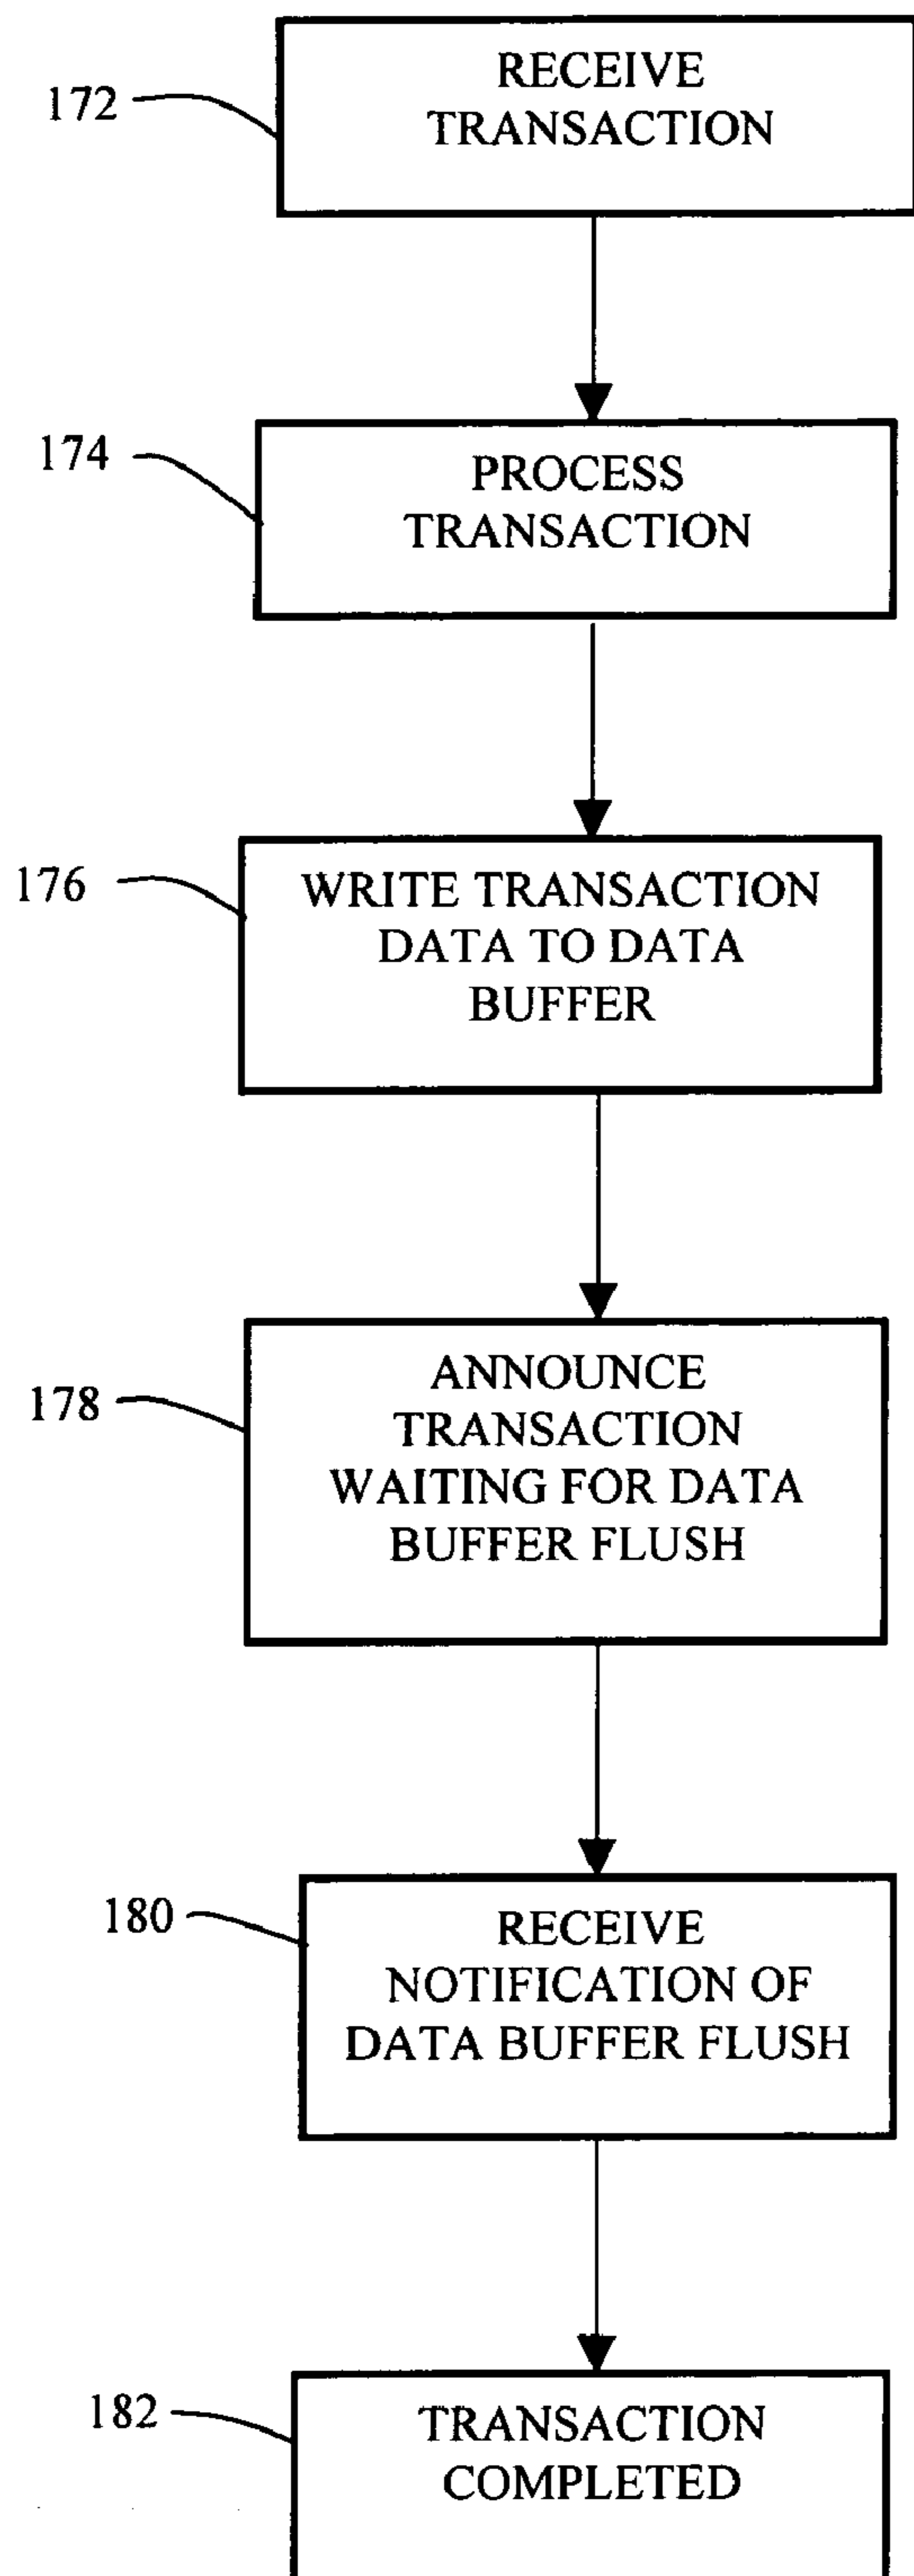 172
RECEIVE
TRANSACTION
174
PROCESS
TRANSACTION
176
WRITE TRANSACTION
DATA TO DATA
BUFFER
178
ANNOUNCE
TRANSACTION
WAITING FOR DATA
BUFFER FLUSH
180
RECEIVE
NOTIFICATION OF
DATA BUFFER FLUSH
182
TRANSACTION
COMPLETED